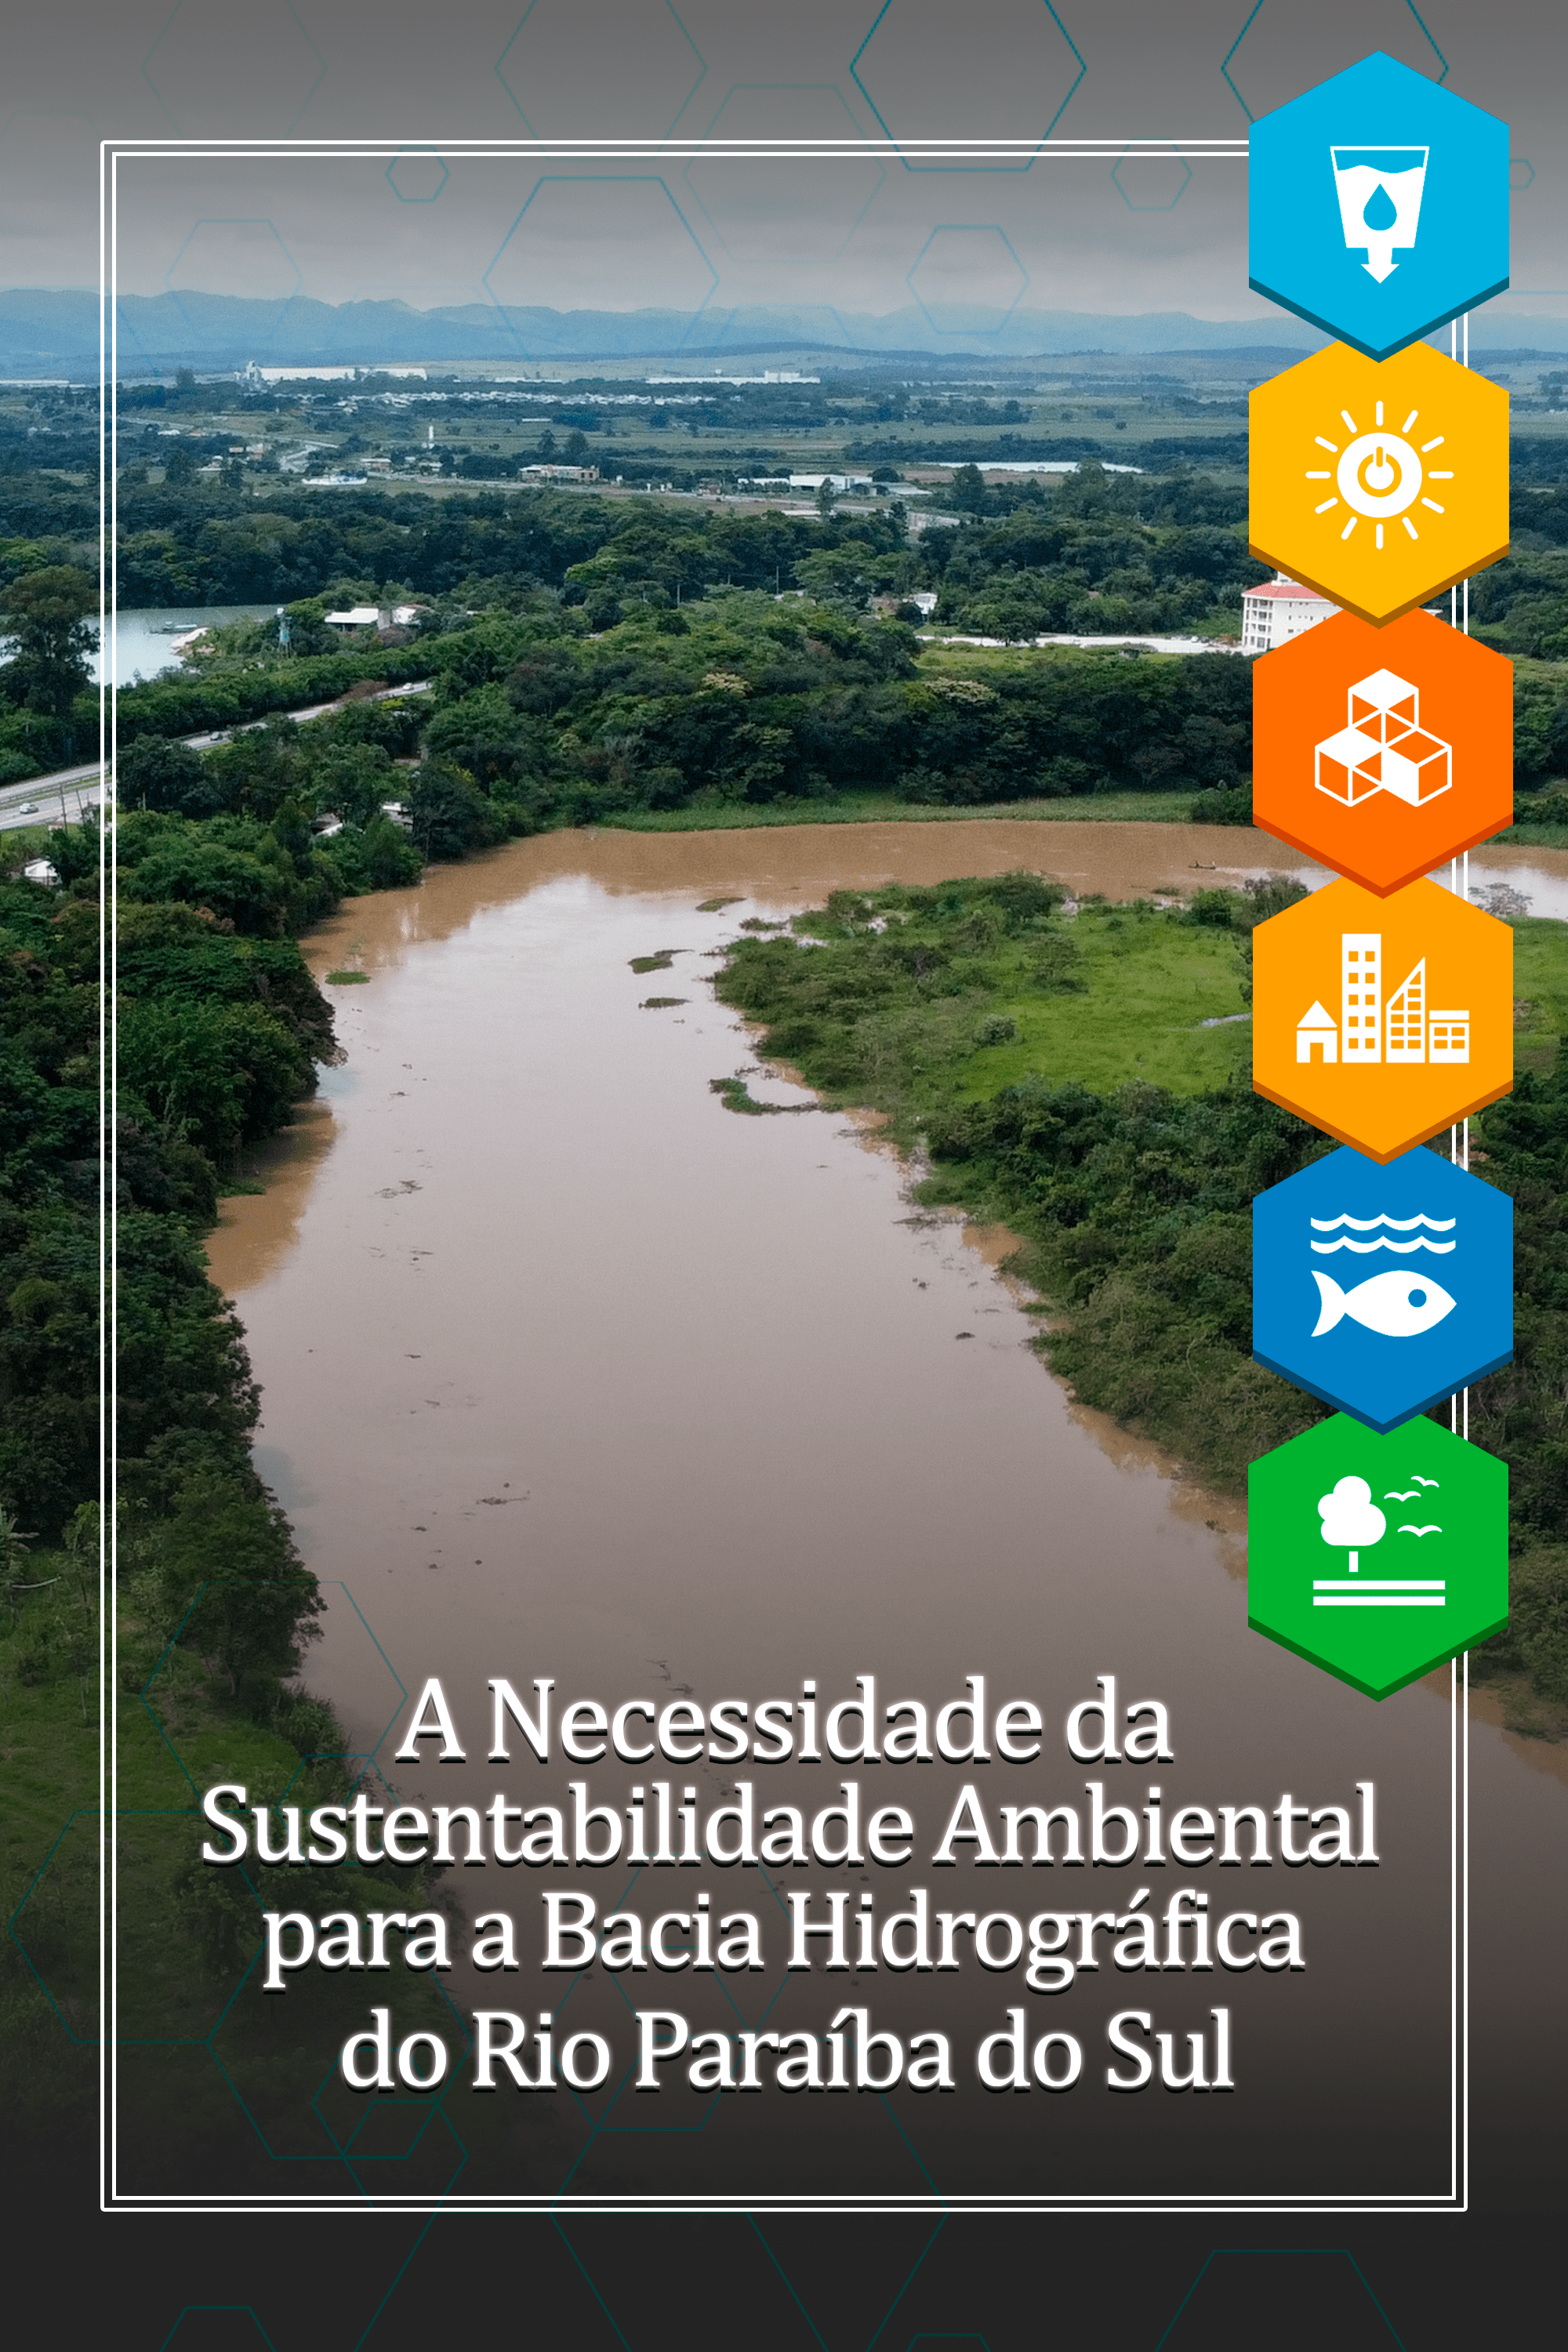 A Necessidade da
Sustentabilidade Ambiental
para a Bacia Hidrográfica
do Rio Paraíba do Sul